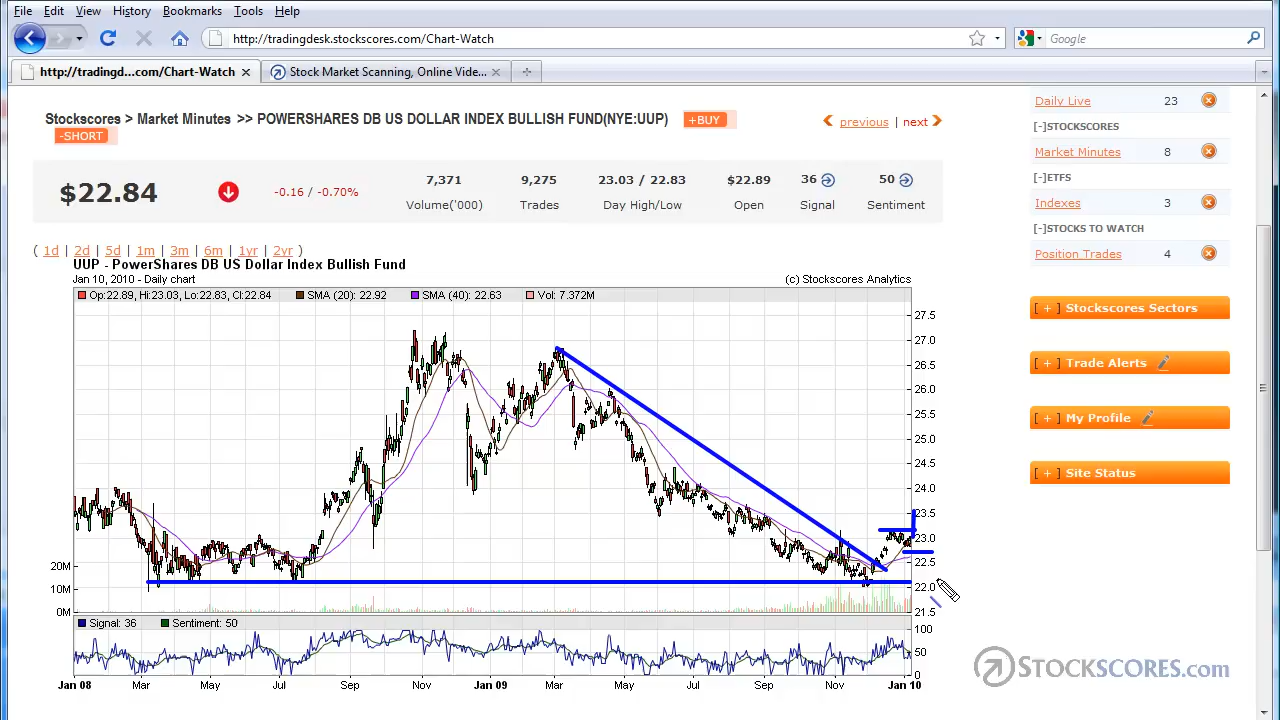 File Edit View History Bookmarks Tools Help
http://tradingdesk.stockscores.com/Chart-Watch
Google
http://tradingd...com/Chart-Watch
Stock Market Scanning, Online Vide...
Stockscores > Market Minutes >> POWERSHARES DB US DOLLAR INDEX BULLISH FUND(NYE:UUP) +BUY
-SHORT
previous | next
$22.84 -0.16 / -0.70%
7,371 9,275 23.03 / 22.83 $22.89 36 50
Volume('000) Trades Day High/Low Open Signal Sentiment
( 1d | 2d | 5d | 1m | 3m | 6m | 1yr | 2yr )
UUP - PowerShares DB US Dollar Index Bullish Fund
Jan 10, 2010 - Daily chart (c) Stockscores Analytics
Op:22.89, Hi:23.03, Lo:22.83, Cl:22.84 SMA (20): 22.92 SMA (40): 22.63 Vol: 7.372M
27.5
27.0
26.5
26.0
25.5
25.0
24.5
24.0
23.5
23.0
22.5
22.0
21.5
20M
10M
0M
Signal: 36 Sentiment: 50
100
50
0
Jan 08 Mar May Jul Sep Nov Jan 09 Mar May Jul Sep Nov Jan 10
Daily Live 23
[-]STOCKSCORES
Market Minutes 8
[-]ETFS
Indexes 3
[-]STOCKS TO WATCH
Position Trades 4
[ + ] Stockscores Sectors
[ + ] Trade Alerts
[ + ] My Profile
[ + ] Site Status
STOCKSCORES.com